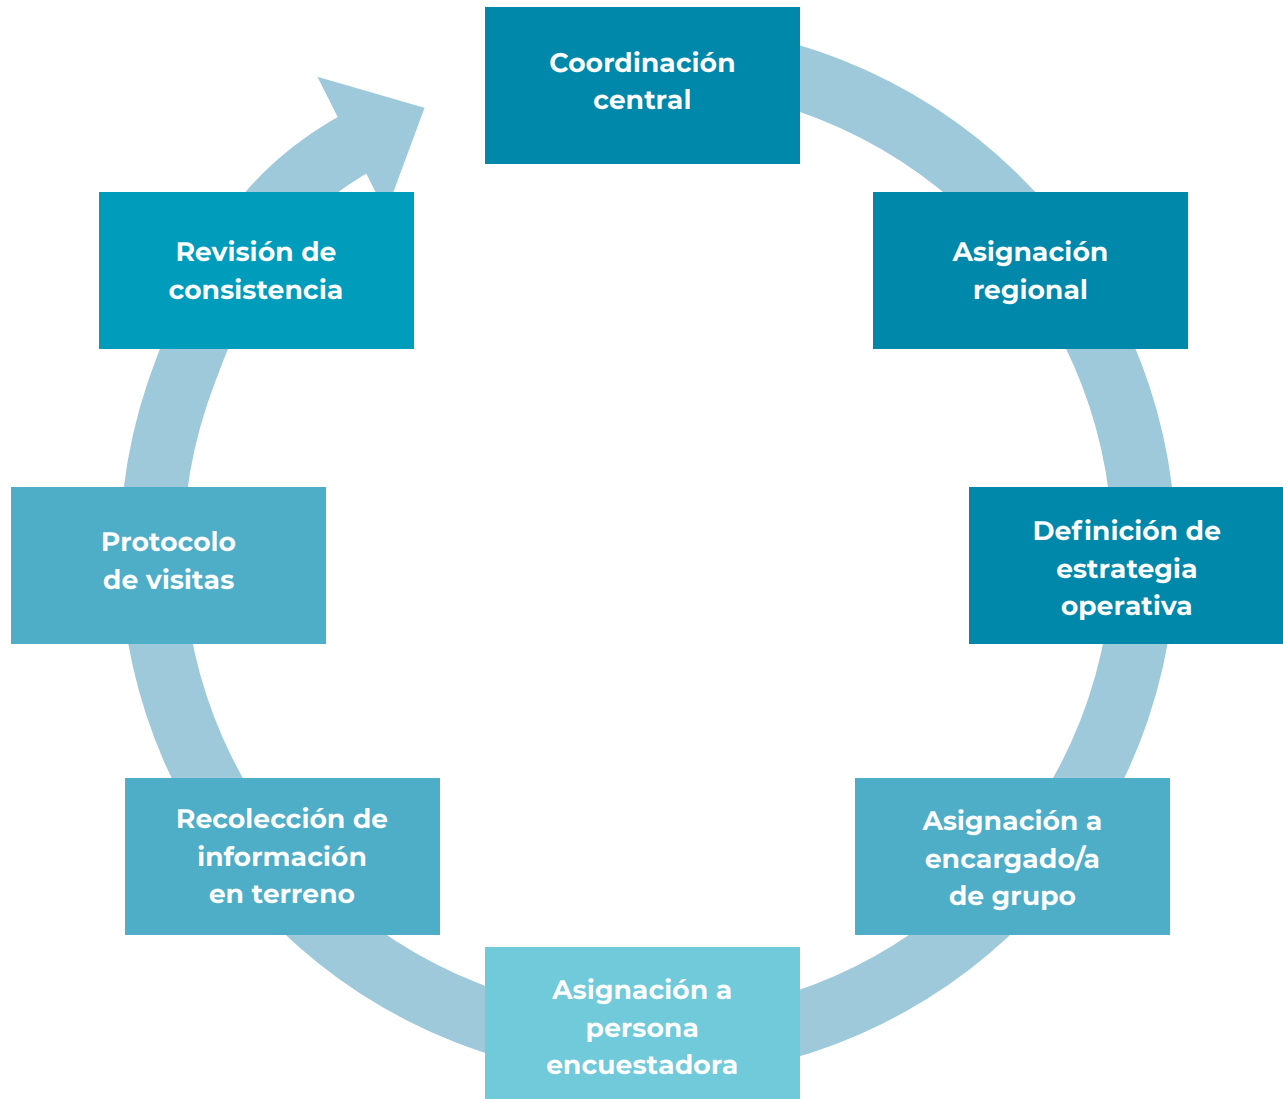 Coordinación
central
Asignación
regional
Definición de
estrategia
operativa
Asignación a
encargado/a
de grupo
Asignación a
persona
encuestadora
Recolección de
información
en terreno
Protocolo
de visitas
Revisión de
consistencia